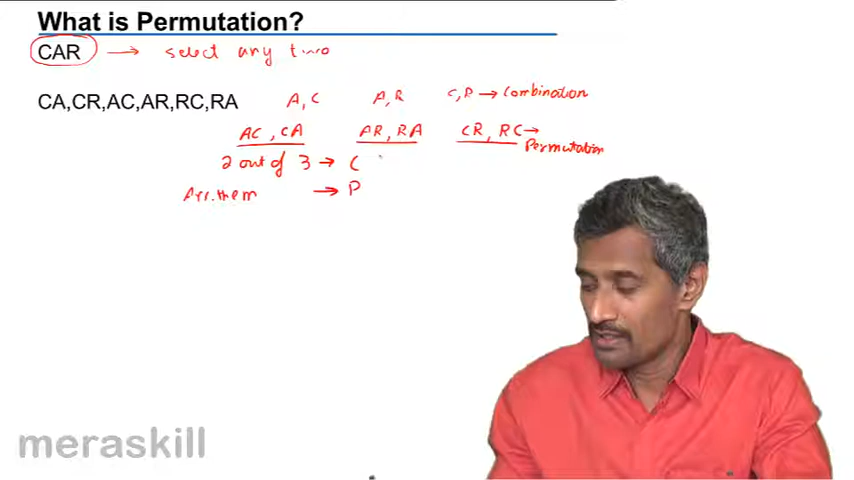 What is Permutation?
CAR → select any two
CA,CR,AC,AR,RC,RA A,C A,R C,R → Combination
AC, CA AR, RA CR, RC → Permutation
2 out of 3 → C
Arr. them → P
meraskill